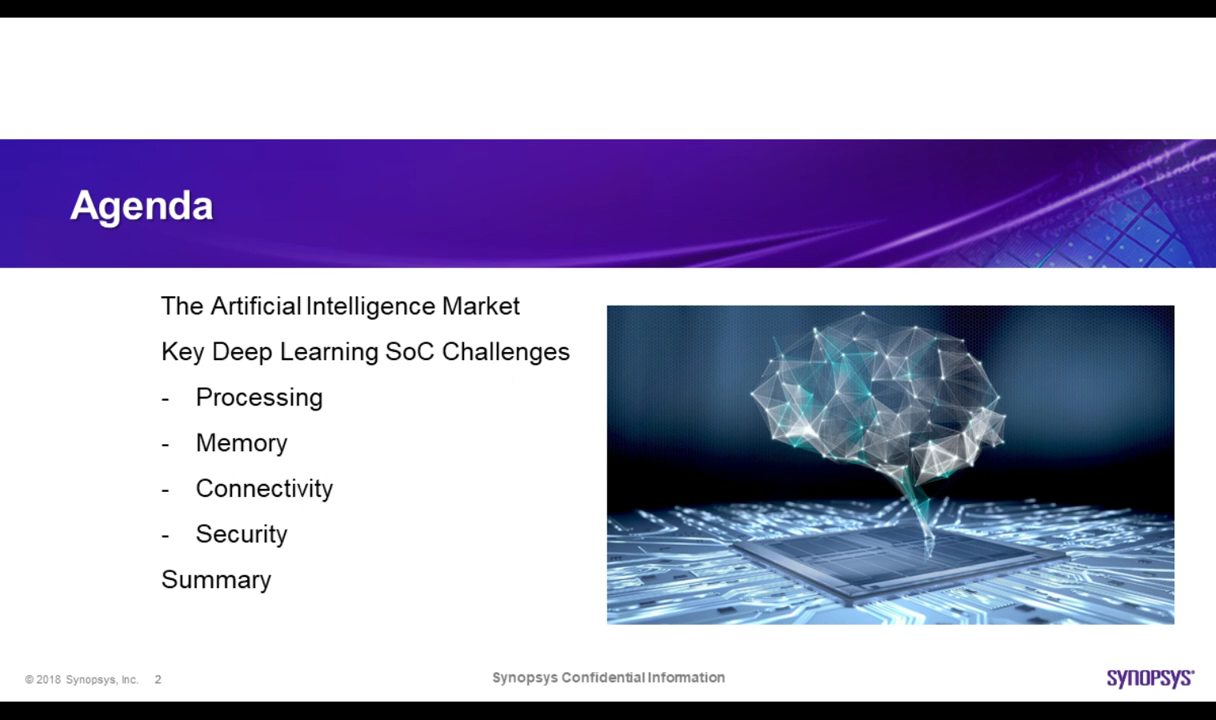 Agenda
The Artificial Intelligence Market
Key Deep Learning SoC Challenges
- Processing
- Memory
- Connectivity
- Security
Summary
© 2018 Synopsys, Inc. 2
Synopsys Confidential Information
SYNOPSYS®